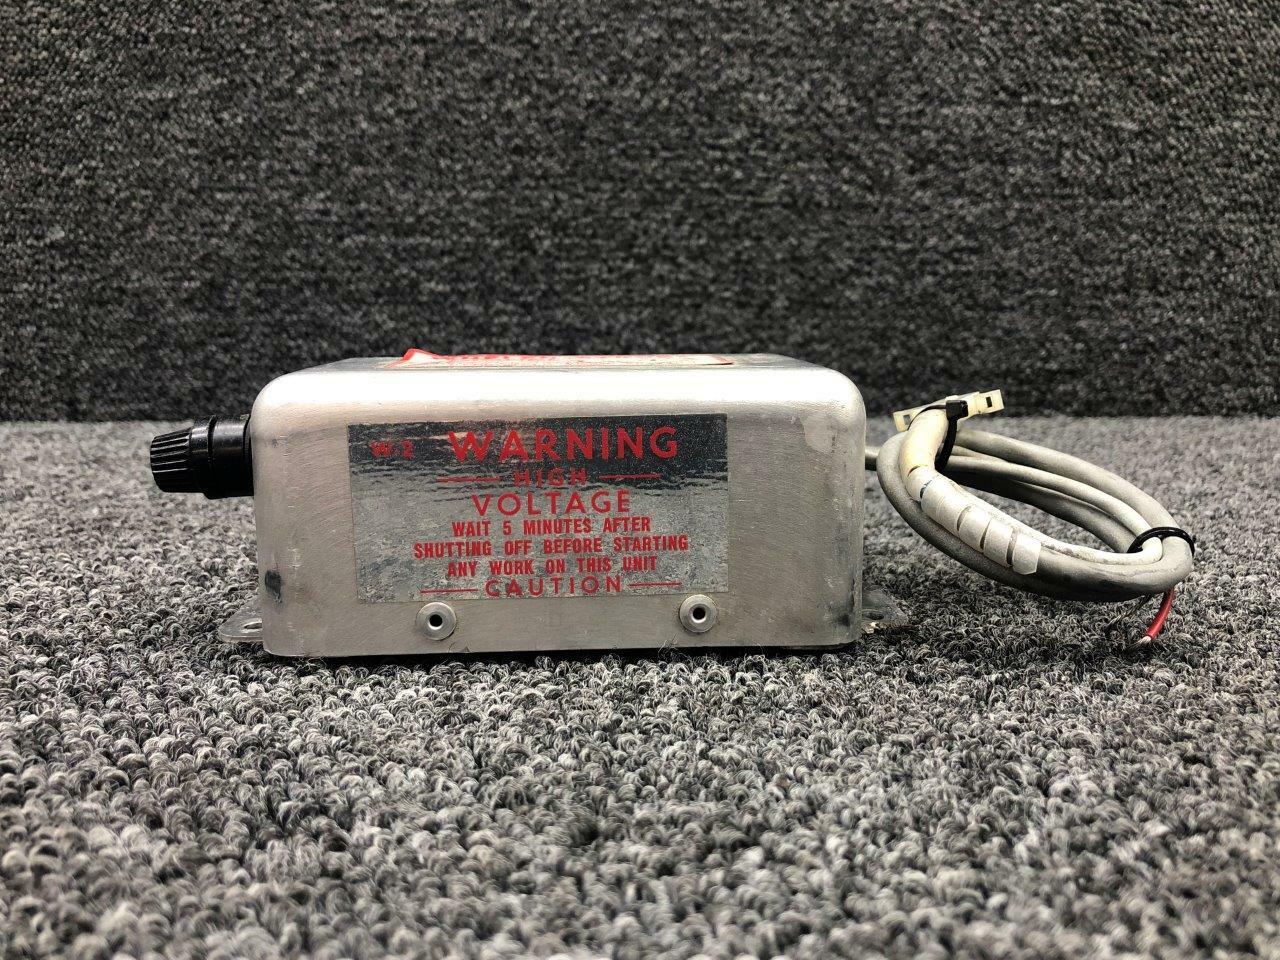 W-2 WARNING
HIGH
VOLTAGE
WAIT 5 MINUTES AFTER
SHUTTING OFF BEFORE STARTING
ANY WORK ON THIS UNIT
CAUTION